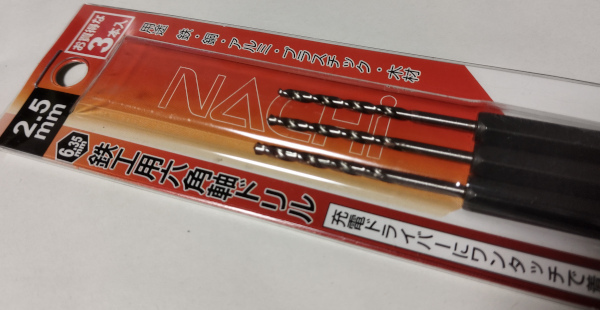 お買得な
3本入
用途 鉄・銅・アルミ・プラスチック・木材
NACHi
2.5
mm
6.35
mm
鉄工用六角軸ドリル
充電ドライバーにワンタッチで